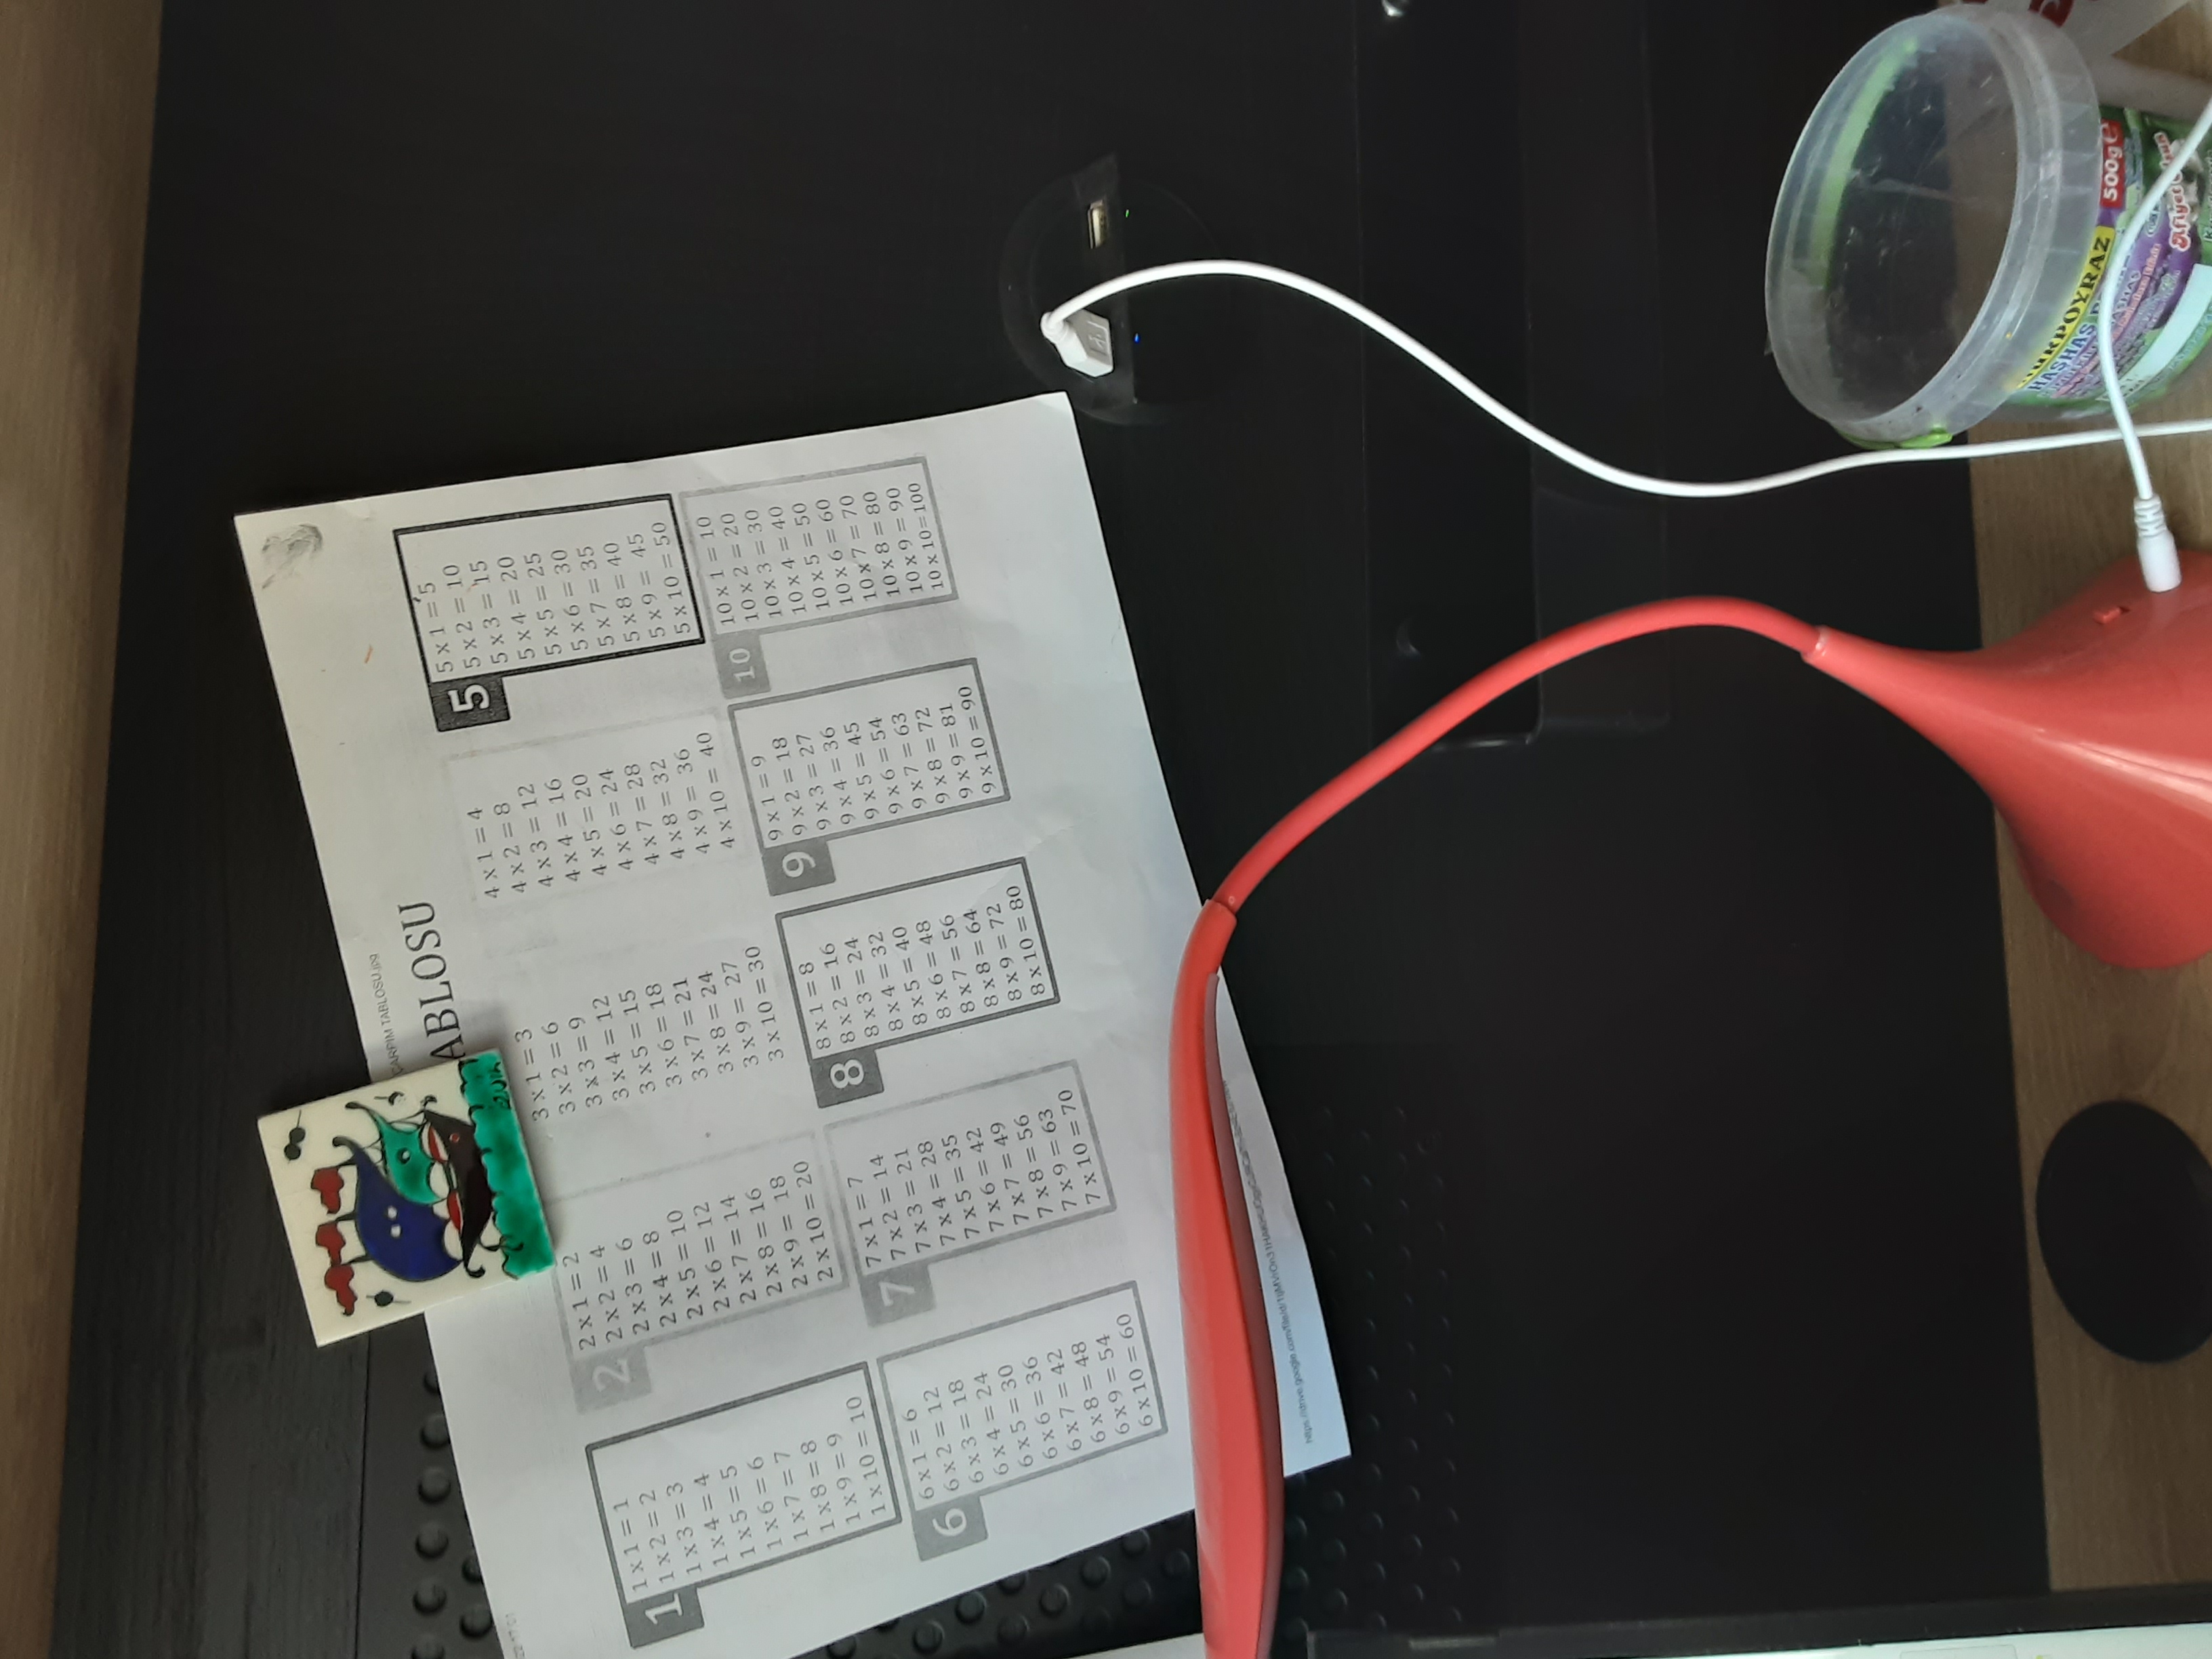 ÇARPIM TABLOSU.jpg
ABLOSU
1
1 x 1 = 1
1 x 2 = 2
1 x 3 = 3
1 x 4 = 4
1 x 5 = 5
1 x 6 = 6
1 x 7 = 7
1 x 8 = 8
1 x 9 = 9
1 x 10 = 10
2
2 x 1 = 2
2 x 2 = 4
2 x 3 = 6
2 x 4 = 8
2 x 5 = 10
2 x 6 = 12
2 x 7 = 14
2 x 8 = 16
2 x 9 = 18
2 x 10 = 20
3 x 1 = 3
3 x 2 = 6
3 x 3 = 9
3 x 4 = 12
3 x 5 = 15
3 x 6 = 18
3 x 7 = 21
3 x 8 = 24
3 x 9 = 27
3 x 10 = 30
4 x 1 = 4
4 x 2 = 8
4 x 3 = 12
4 x 4 = 16
4 x 5 = 20
4 x 6 = 24
4 x 7 = 28
4 x 8 = 32
4 x 9 = 36
4 x 10 = 40
5
5 x 1 = 5
5 x 2 = 10
5 x 3 = 15
5 x 4 = 20
5 x 5 = 25
5 x 6 = 30
5 x 7 = 35
5 x 8 = 40
5 x 9 = 45
5 x 10 = 50
6
6 x 1 = 6
6 x 2 = 12
6 x 3 = 18
6 x 4 = 24
6 x 5 = 30
6 x 6 = 36
6 x 7 = 42
6 x 8 = 48
6 x 9 = 54
6 x 10 = 60
7
7 x 1 = 7
7 x 2 = 14
7 x 3 = 21
7 x 4 = 28
7 x 5 = 35
7 x 6 = 42
7 x 7 = 49
7 x 8 = 56
7 x 9 = 63
7 x 10 = 70
8
8 x 1 = 8
8 x 2 = 16
8 x 3 = 24
8 x 4 = 32
8 x 5 = 40
8 x 6 = 48
8 x 7 = 56
8 x 8 = 64
8 x 9 = 72
8 x 10 = 80
9
9 x 1 = 9
9 x 2 = 18
9 x 3 = 27
9 x 4 = 36
9 x 5 = 45
9 x 6 = 54
9 x 7 = 63
9 x 8 = 72
9 x 9 = 81
9 x 10 = 90
10
10 x 1 = 10
10 x 2 = 20
10 x 3 = 30
10 x 4 = 40
10 x 5 = 50
10 x 6 = 60
10 x 7 = 70
10 x 8 = 80
10 x 9 = 90
10 x 10 = 100
500g e
HASHAS